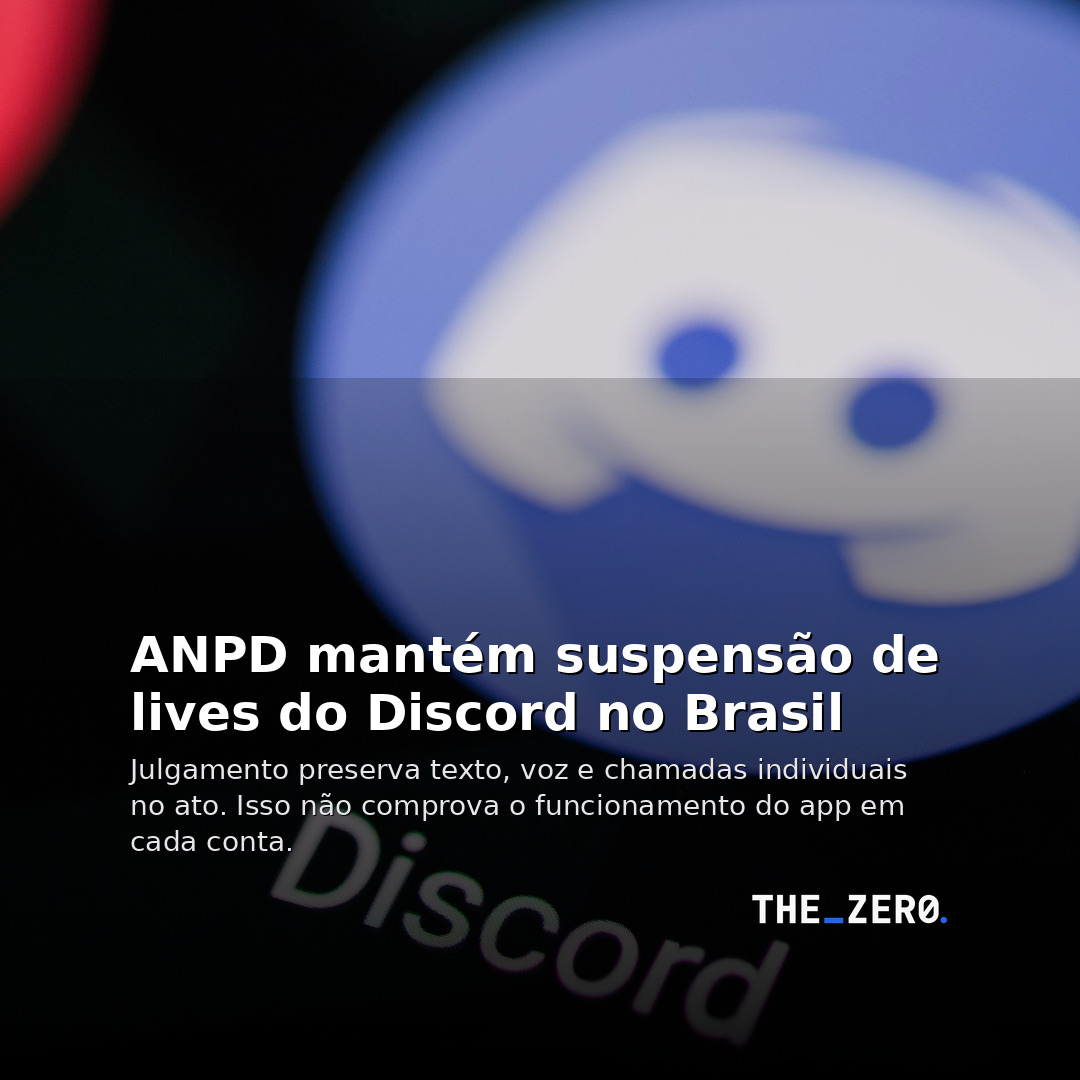 ANPD mantém suspensão de
lives do Discord no Brasil
Julgamento preserva texto, voz e chamadas individuais
no ato. Isso não comprova o funcionamento do app em
cada conta.
Discord
THE_ZERO.